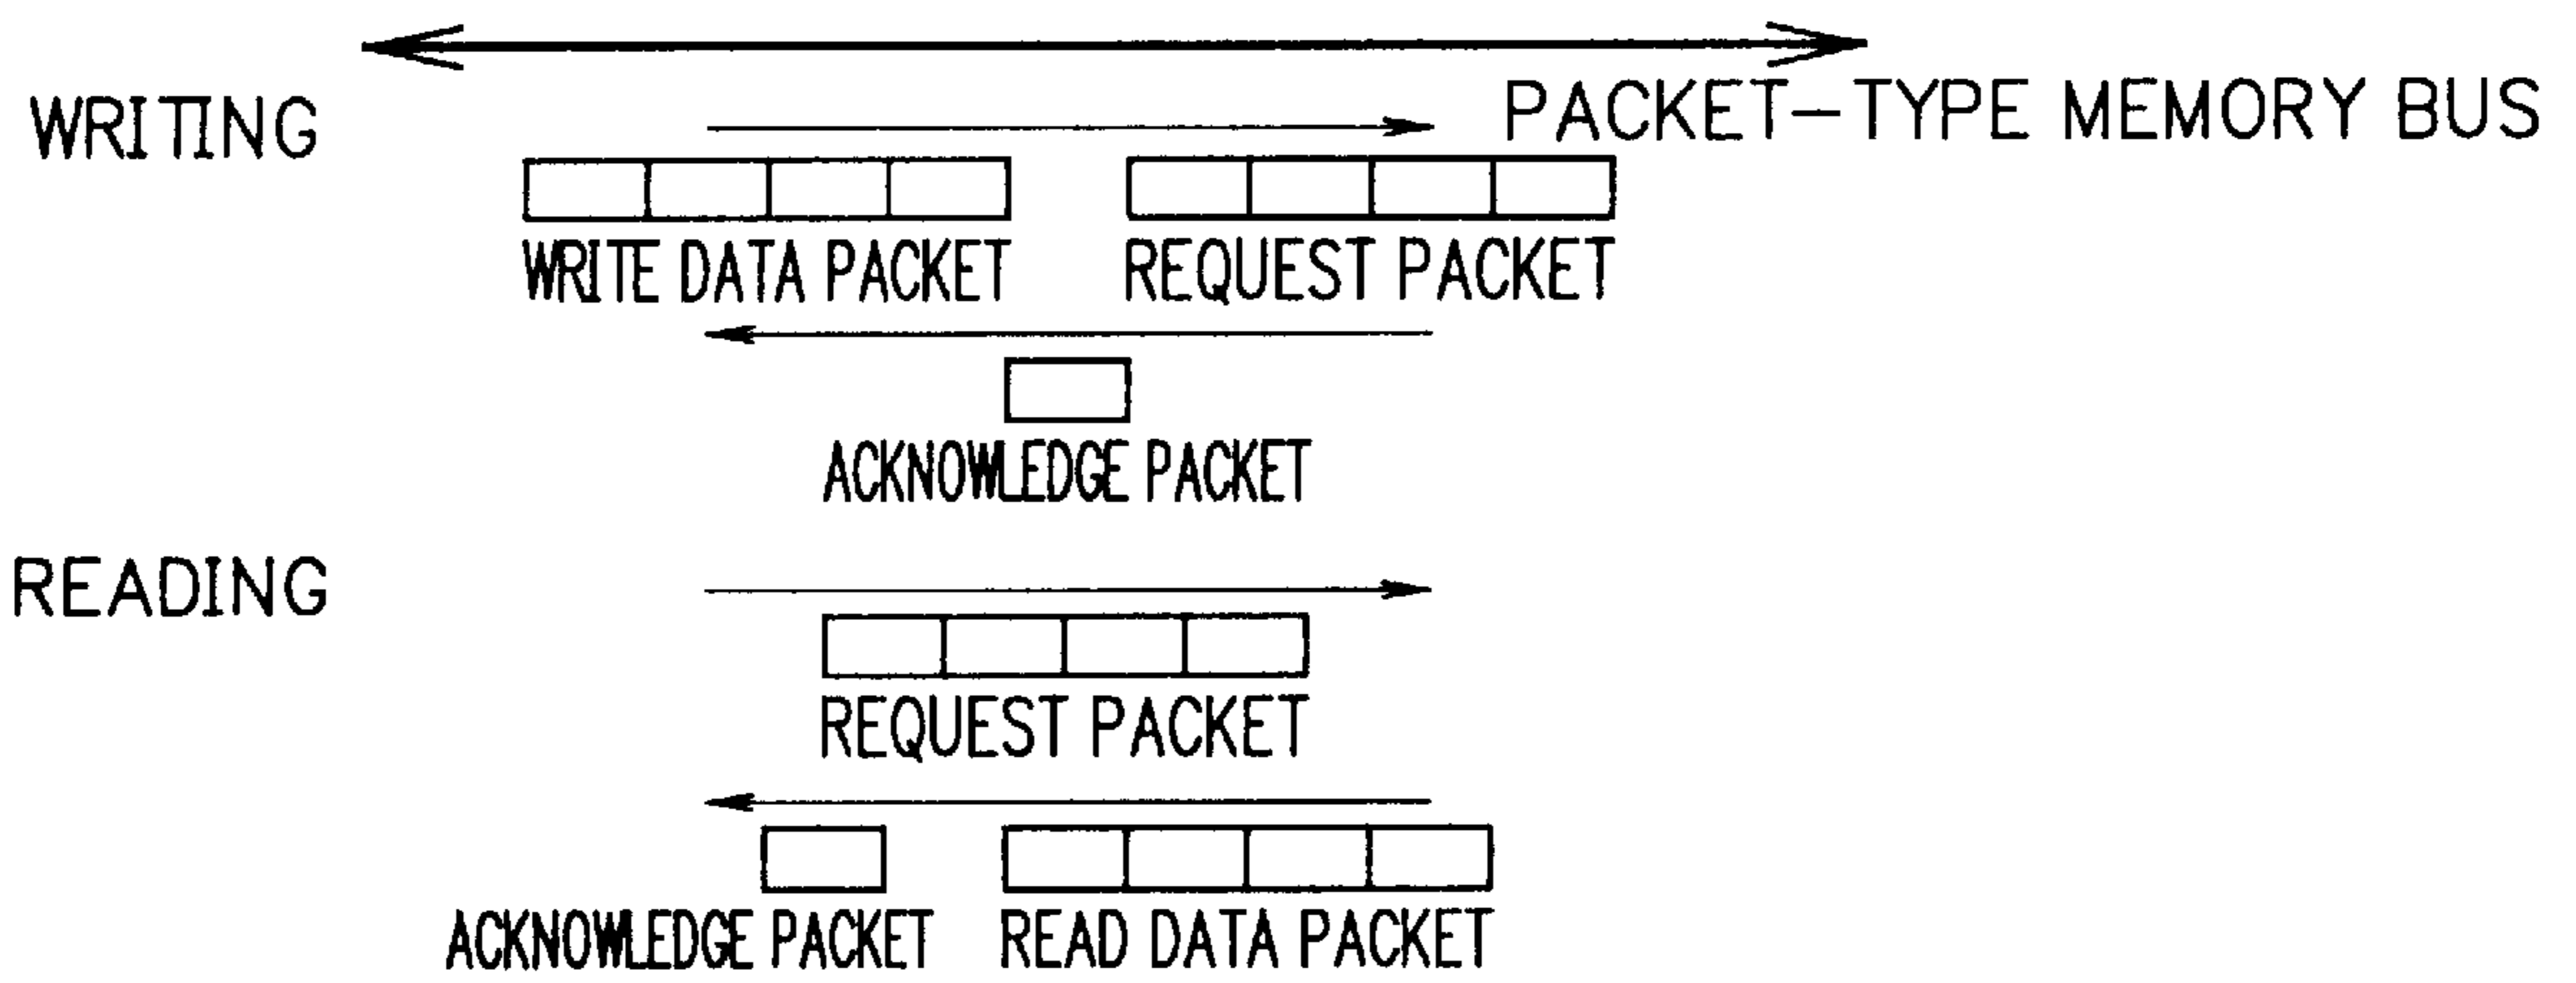 WRITING
PACKET-TYPE MEMORY BUS
WRITE DATA PACKET
REQUEST PACKET
ACKNOWLEDGE PACKET
READING
REQUEST PACKET
ACKNOWLEDGE PACKET
READ DATA PACKET